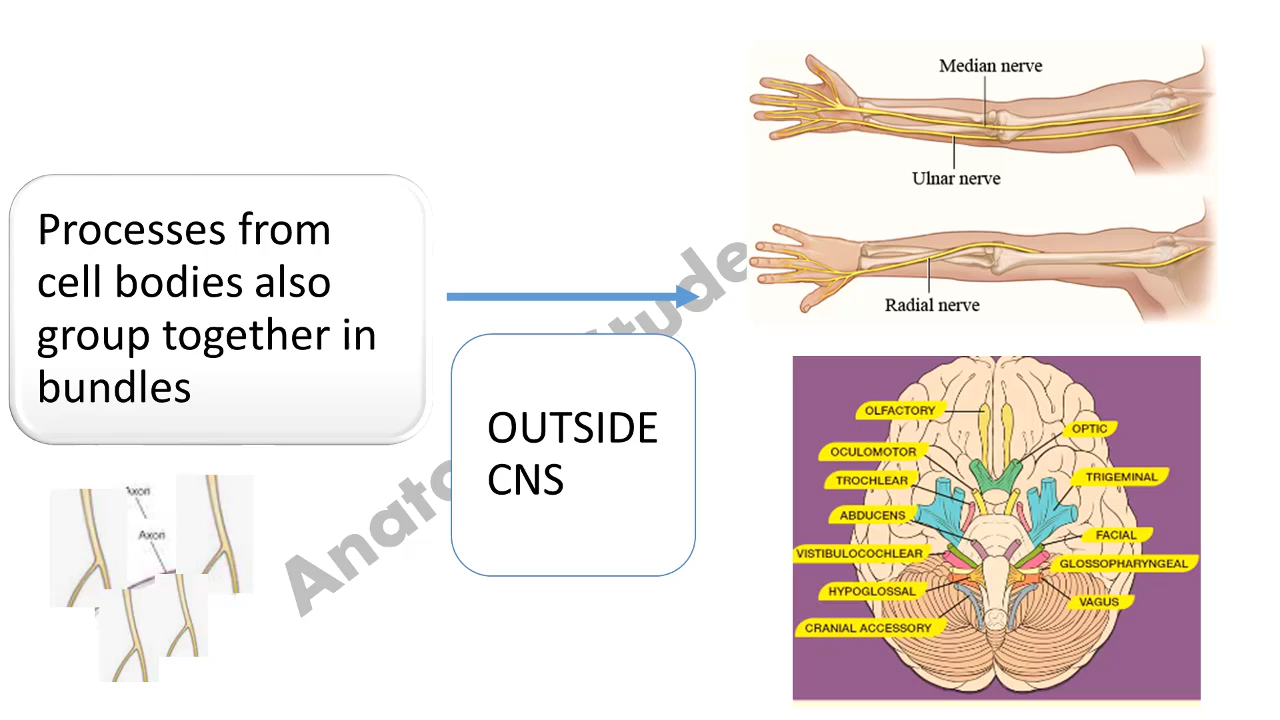 Processes from
cell bodies also
group together in
bundles
OUTSIDE
CNS
Axon
Axon
Median nerve
Ulnar nerve
Radial nerve
OLFACTORY
OPTIC
OCULOMOTOR
TROCHLEAR
TRIGEMINAL
ABDUCENS
FACIAL
VISTIBULOCOCHLEAR
GLOSSOPHARYNGEAL
HYPOGLOSSAL
VAGUS
CRANIAL ACCESSORY